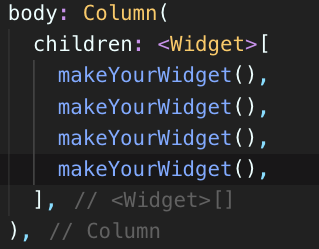 body: Column(
  children: <Widget>[
    makeYourWidget(),
    makeYourWidget(),
    makeYourWidget(),
    makeYourWidget(),
  ], // <Widget>[]
), // Column